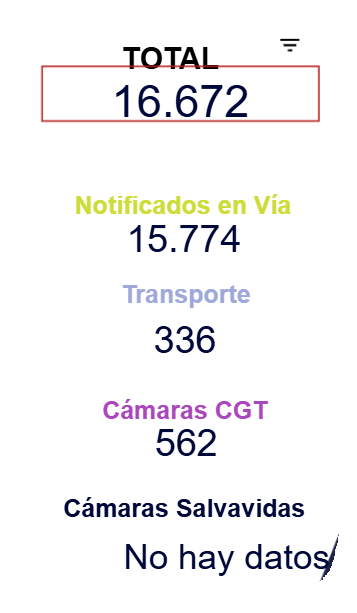 TOTAL
16.672
Notificados en Vía
15.774
Transporte
336
Cámaras CGT
562
Cámaras Salvavidas
No hay datos